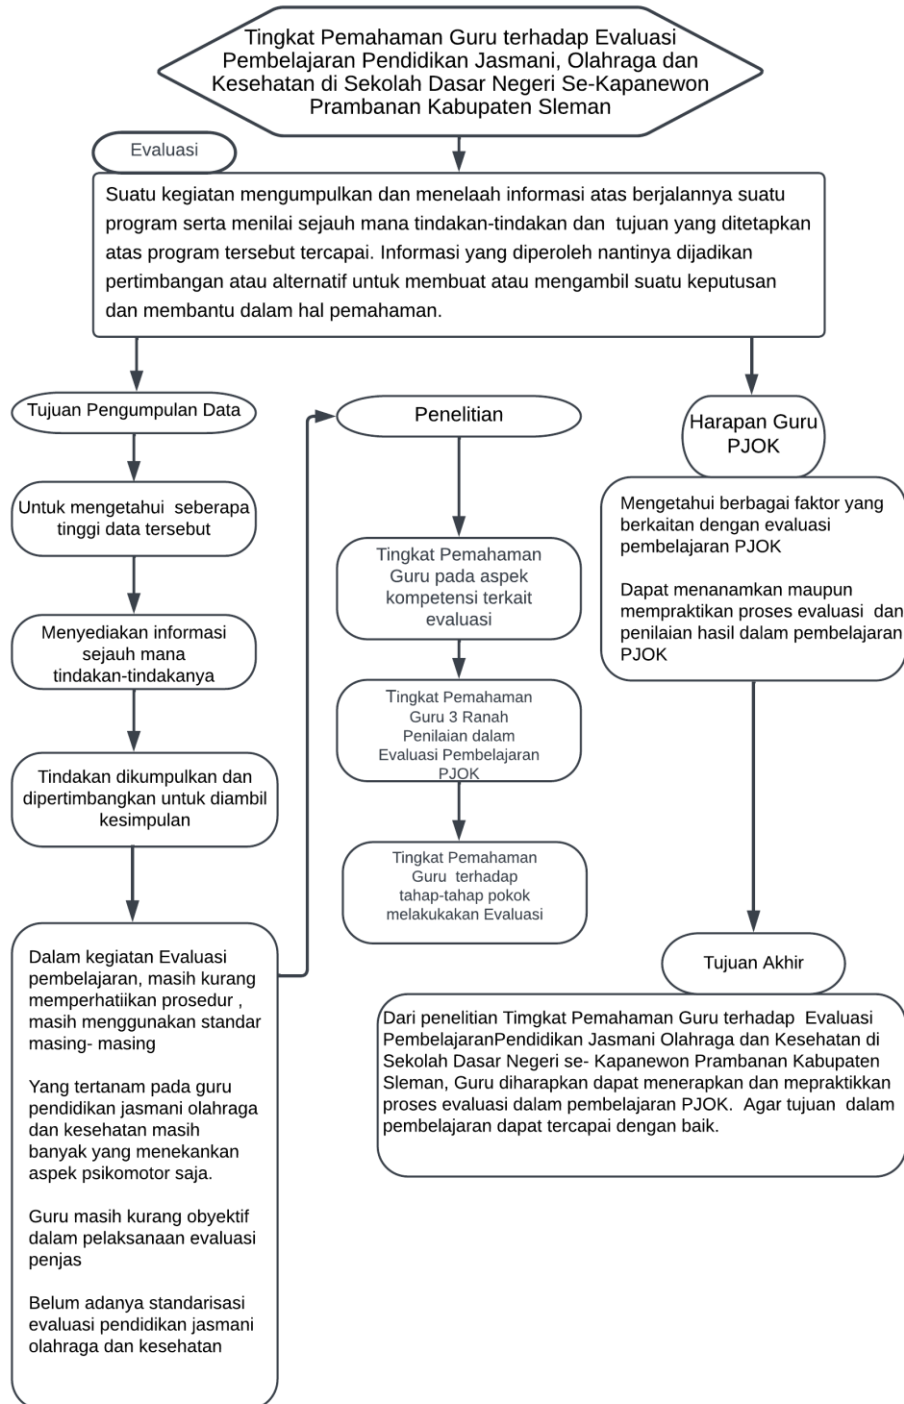 Tingkat Pemahaman Guru terhadap Evaluasi
Pembelajaran Pendidikan Jasmani, Olahraga dan
Kesehatan di Sekolah Dasar Negeri Se-Kapanewon
Prambanan Kabupaten Sleman
Evaluasi
Suatu kegiatan mengumpulkan dan menelaah informasi atas berjalannya suatu
program serta menilai sejauh mana tindakan-tindakan dan tujuan yang ditetapkan
atas program tersebut tercapai. Informasi yang diperoleh nantinya dijadikan
pertimbangan atau alternatif untuk membuat atau mengambil suatu keputusan
dan membantu dalam hal pemahaman.
Tujuan Pengumpulan Data
Untuk mengetahui seberapa
tinggi data tersebut
Menyediakan informasi
sejauh mana
tindakan-tindakanya
Tindakan dikumpulkan dan
dipertimbangkan untuk diambil
kesimpulan
Dalam kegiatan Evaluasi
pembelajaran, masih kurang
memperhatiikan prosedur ,
masih menggunakan standar
masing- masing
Yang tertanam pada guru
pendidikan jasmani olahraga
dan kesehatan masih
banyak yang menekankan
aspek psikomotor saja.
Guru masih kurang obyektif
dalam pelaksanaan evaluasi
penjas
Belum adanya standarisasi
evaluasi pendidikan jasmani
olahraga dan kesehatan
Penelitian
Tingkat Pemahaman
Guru pada aspek
kompetensi terkait
evaluasi
Tingkat Pemahaman
Guru 3 Ranah
Penilaian dalam
Evaluasi Pembelajaran
PJOK
Tingkat Pemahaman
Guru terhadap
tahap-tahap pokok
melakukakan Evaluasi
Harapan Guru
PJOK
Mengetahui berbagai faktor yang
berkaitan dengan evaluasi
pembelajaran PJOK
Dapat menanamkan maupun
mempraktikan proses evaluasi dan
penilaian hasil dalam pembelajaran
PJOK
Tujuan Akhir
Dari penelitian Timgkat Pemahaman Guru terhadap Evaluasi
PembelajaranPendidikan Jasmani Olahraga dan Kesehatan di
Sekolah Dasar Negeri se- Kapanewon Prambanan Kabupaten
Sleman, Guru diharapkan dapat menerapkan dan mepraktikkan
proses evaluasi dalam pembelajaran PJOK. Agar tujuan dalam
pembelajaran dapat tercapai dengan baik.